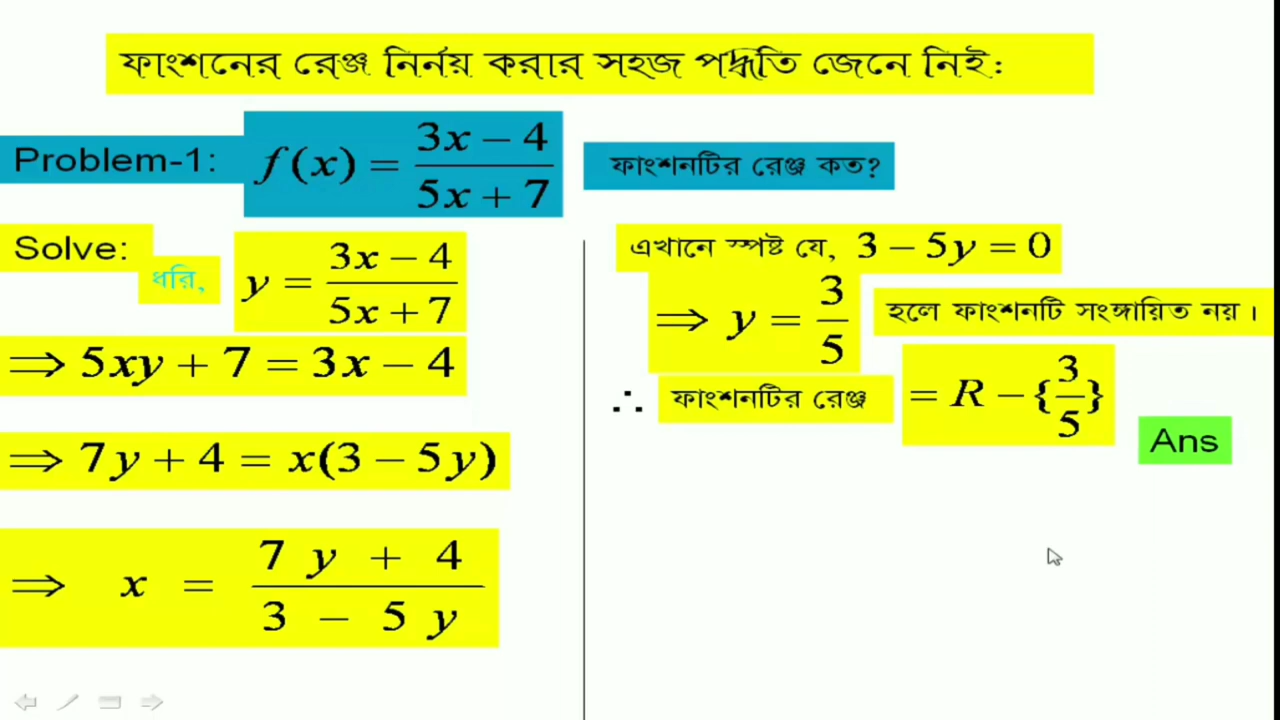 ফাংশনের রেঞ্জ নির্নয় করার সহজ পদ্ধতি জেনে নিই:
Problem-1: f(x) = (3x − 4)/(5x + 7) ফাংশনটির রেঞ্জ কত?
Solve:
ধরি, y = (3x − 4)/(5x + 7)
⇒ 5xy + 7 = 3x − 4
⇒ 7y + 4 = x(3 − 5y)
⇒ x = (7y + 4)/(3 − 5y)
এখানে স্পষ্ট যে, 3 − 5y = 0
⇒ y = 3/5 হলে ফাংশনটি সংঙ্গায়িত নয়।
∴ ফাংশনটির রেঞ্জ = R − {3/5}
Ans